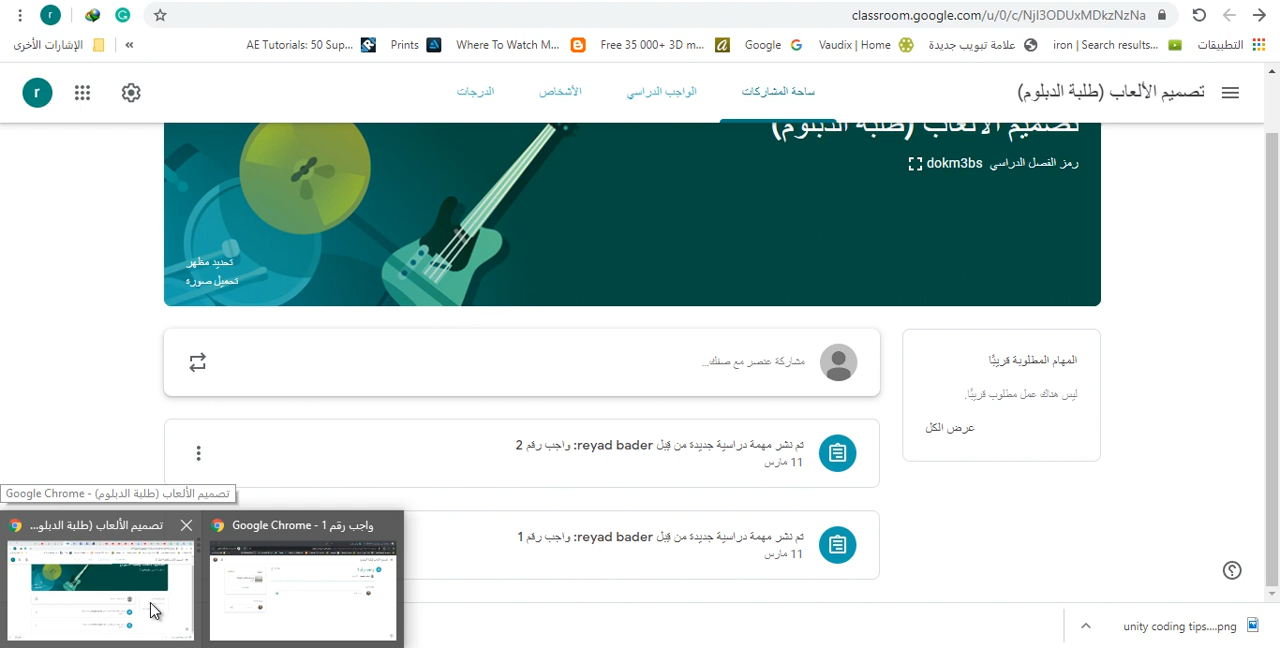 classroom.google.com/u/0/c/NjI3ODUxMDkzNzNa
التطبيقات
iron | Search results...
علامة تبويب جديدة
Vaudix | Home
Google
Free 35 000+ 3D m...
Where To Watch M...
Prints
AE Tutorials: 50 Sup...
»
الإشارات الأخرى
r
تصميم الألعاب (طلبة الدبلوم)
ساحة المشاركات
الواجب الدراسي
الأشخاص
الدرجات
r
تصميم الألعاب (طلبة الدبلوم)
رمز الفصل الدراسي dokm3bs
تحديد مظهر
تحميل صورة
المهام المطلوبة قريبًا
ليس هناك عمل مطلوب قريبًا.
عرض الكل
مشاركة عنصر مع صفك...
تم نشر مهمة دراسية جديدة من قِبل reyad bader: واجب رقم 2
11 مارس
تم نشر مهمة دراسية جديدة من قِبل reyad bader: واجب رقم 1
11 مارس
تصميم الألعاب (طلبة الدبلوم) - Google Chrome
تصميم الألعاب (طلبة الدبلو...
واجب رقم 1 - Google Chrome
unity coding tips....png